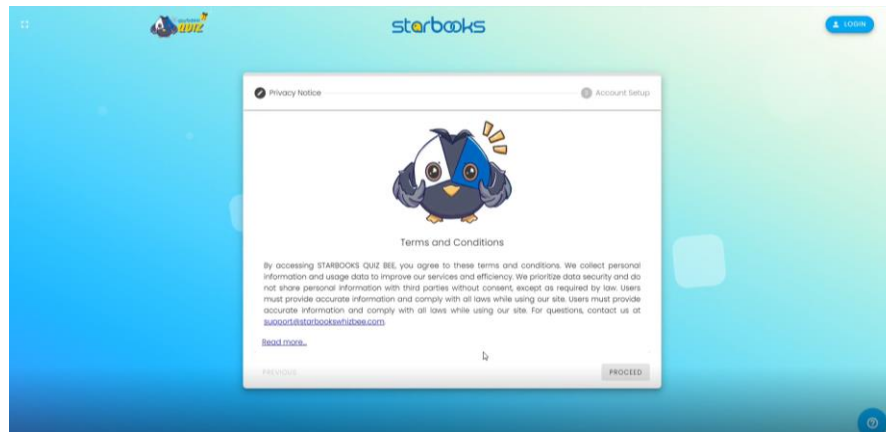 QUIZ
starbooks
LOGIN
Privacy Notice
Account Setup
Terms and Conditions
By accessing STARBOOKS QUIZ BEE, you agree to these terms and conditions. We collect personal
information and usage data to improve our services and efficiency. We prioritize data security and do
not share personal information with third parties without consent, except as required by law. Users
must provide accurate information and comply with all laws while using our site. Users must provide
accurate information and comply with all laws while using our site. For questions, contact us at
support@starbookswhizbee.com.
Read more...
PREVIOUS
PROCEED